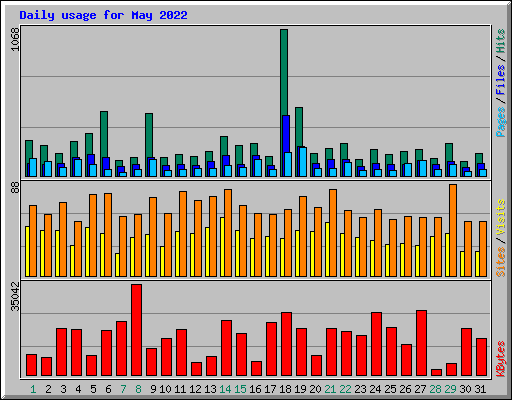 Daily usage for May 2022
1068
Pages / Files / Hits
88
Sites / Visits
35042
KBytes
1 2 3 4 5 6 7 8 9 10 11 12 13 14 15 16 17 18 19 20 21 22 23 24 25 26 27 28 29 30 31